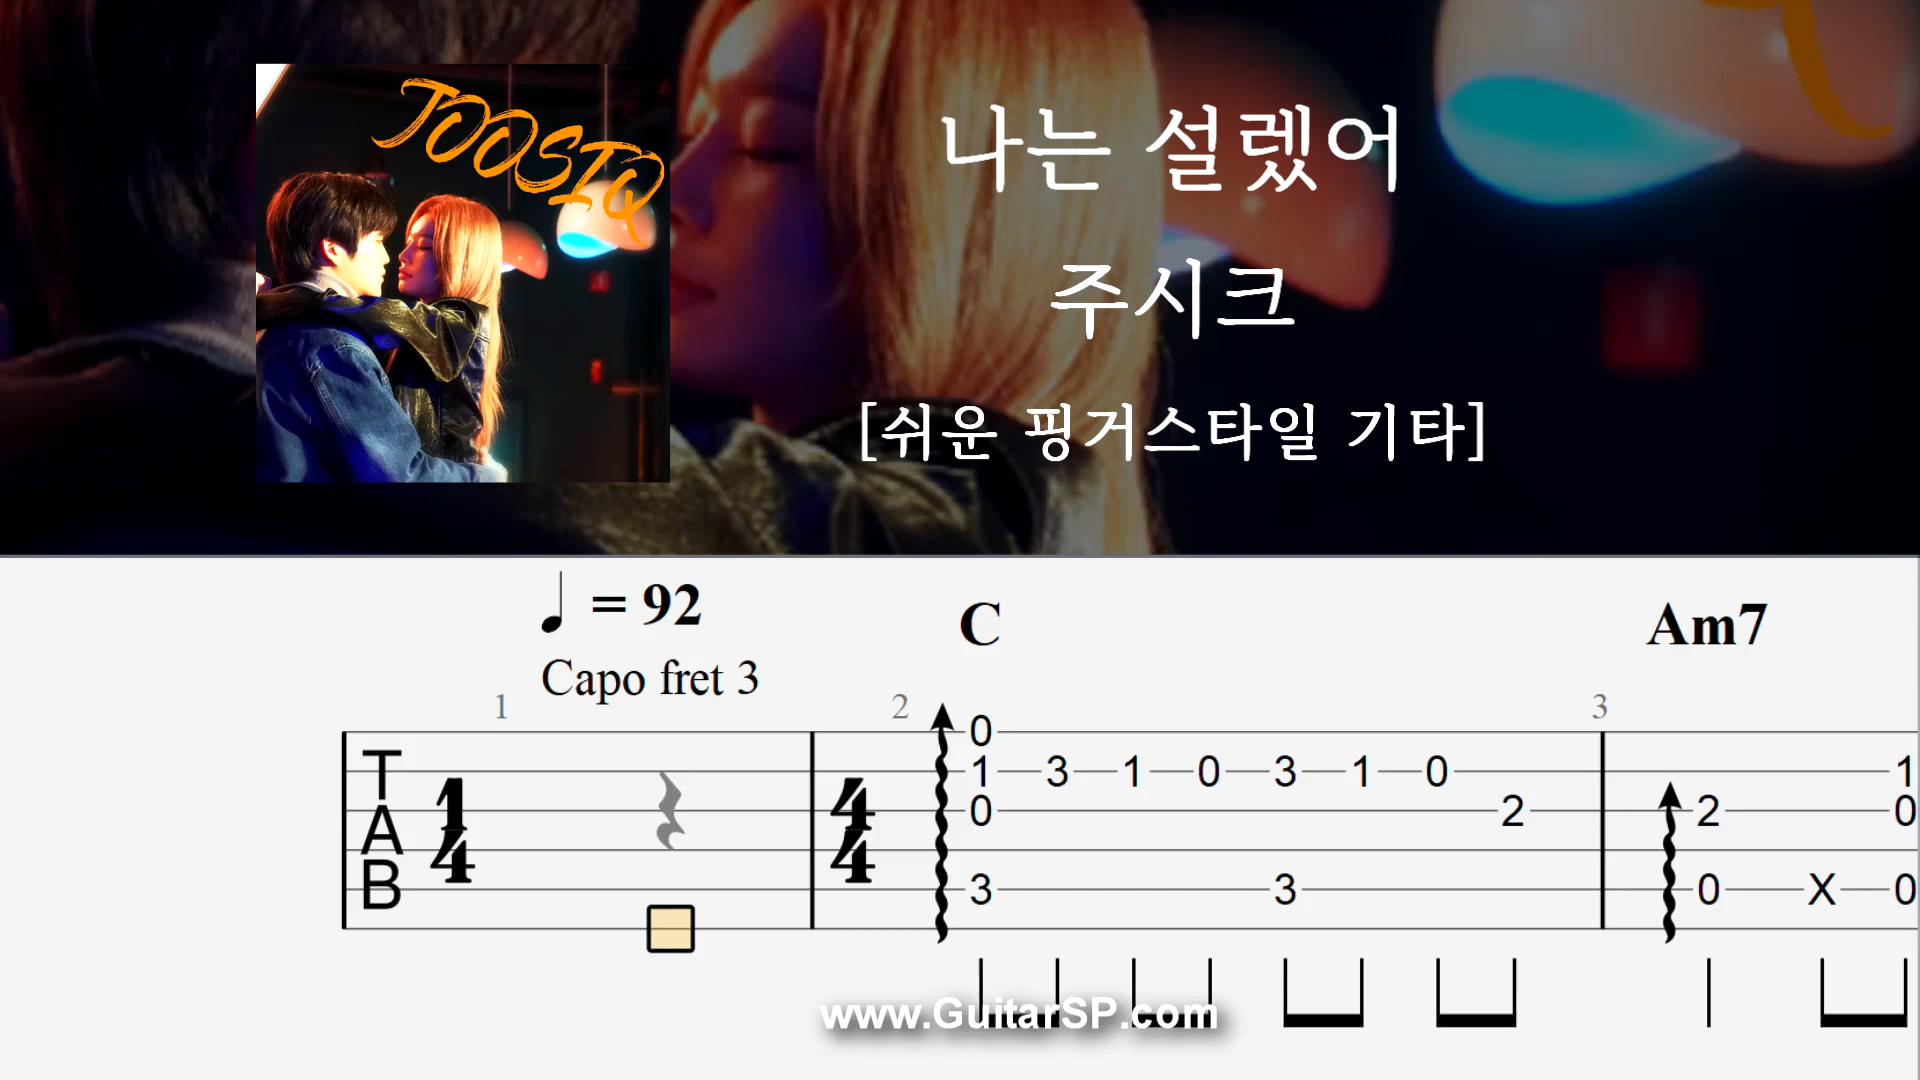 JOOSIQ
나는 설렜어
주시크
[쉬운 핑거스타일 기타]
♩ = 92
C
Am7
Capo fret 3
1
2
3
T
A
B
1
4
4
4
0
1 3 1 0 3 1 0 1
0 2 2 0
3 3 0 X 0
www.GuitarSP.com